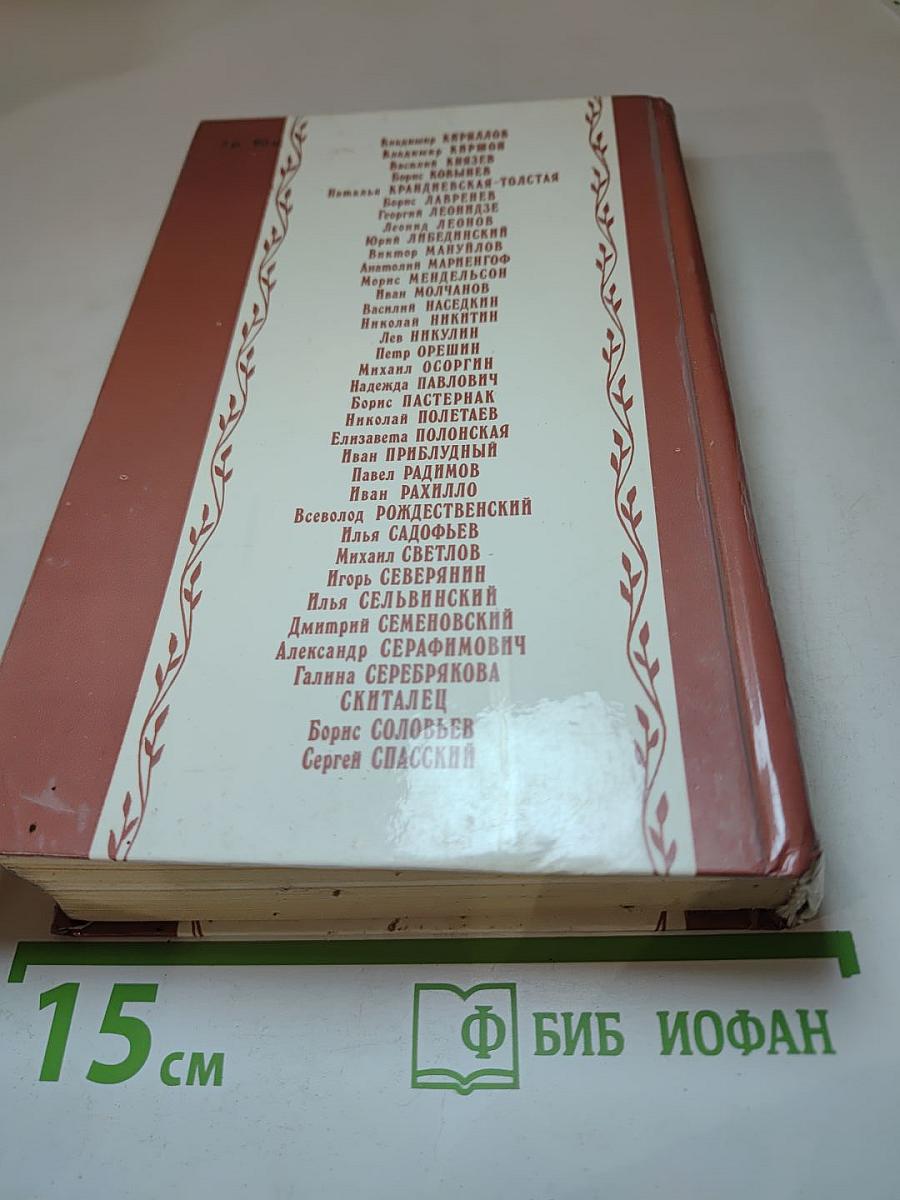 Владимир КИРИЛЛОВ
Владимир КИРШОН
Василий КНЯЗЕВ
Борис КОВЫНЕВ
Наталья КРАНДИЕВСКАЯ-ТОЛСТАЯ
Борис ЛАВРЕНЕВ
Георгий ЛЕОНИДЗЕ
Леонид ЛЕОНОВ
Юрий ЛИБЕДИНСКИЙ
Виктор МАНУЙЛОВ
Анатолий МАРИЕНГОФ
Морис МЕНДЕЛЬСОН
Иван МОЛЧАНОВ
Василий НАСЕДКИН
Николай НИКИТИН
Лев НИКУЛИН
Петр ОРЕШИН
Михаил ОСОРГИН
Надежда ПАВЛОВИЧ
Борис ПАСТЕРНАК
Николай ПОЛЕТАЕВ
Елизавета ПОЛОНСКАЯ
Иван ПРИБЛУДНЫЙ
Павел РАДИМОВ
Иван РАХИЛЛО
Всеволод РОЖДЕСТВЕНСКИЙ
Илья САДОФЬЕВ
Михаил СВЕТЛОВ
Игорь СЕВЕРЯНИН
Илья СЕЛЬВИНСКИЙ
Дмитрий СЕМЕНОВСКИЙ
Александр СЕРАФИМОВИЧ
Галина СЕРЕБРЯКОВА
СКИТАЛЕЦ
Борис СОЛОВЬЕВ
Сергей СПАССКИЙ
15 см
Ф БИБ ИОФАН